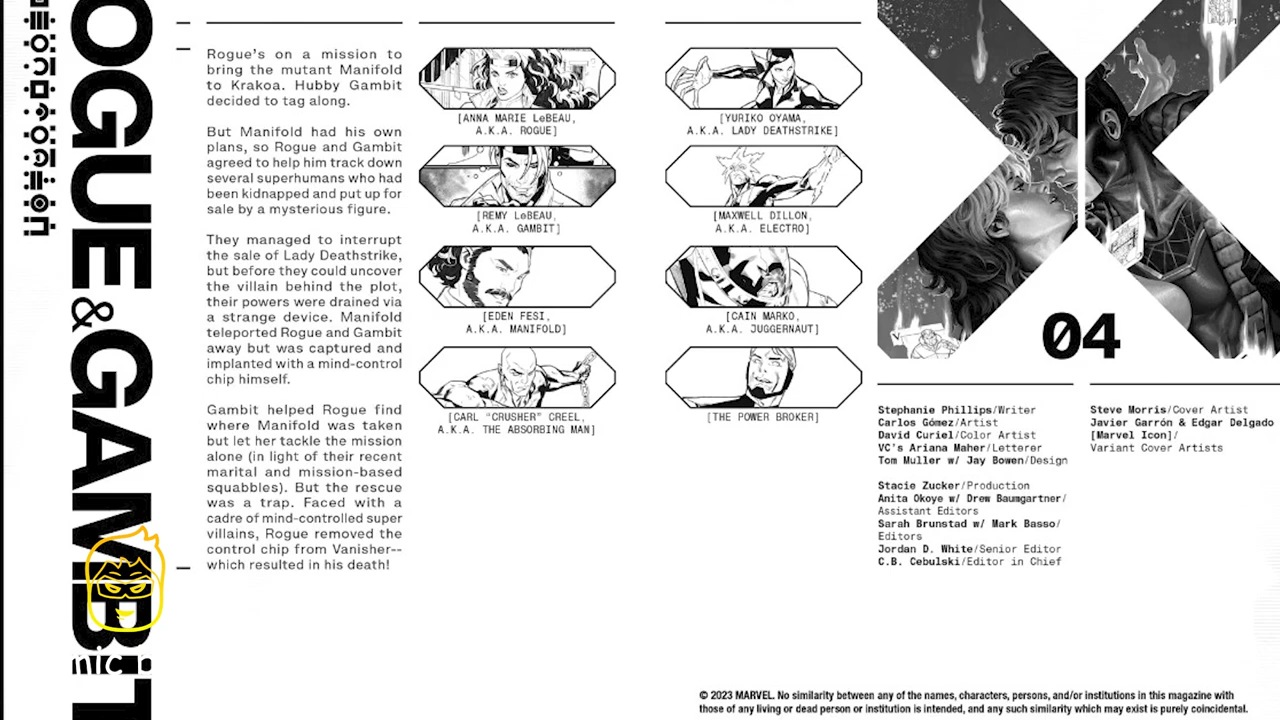 OGUE & GAMBIT
Rogue's on a mission to
bring the mutant Manifold
to Krakoa. Hubby Gambit
decided to tag along.
But Manifold had his own
plans, so Rogue and Gambit
agreed to help him track down
several superhumans who had
been kidnapped and put up for
sale by a mysterious figure.
They managed to interrupt
the sale of Lady Deathstrike,
but before they could uncover
the villain behind the plot,
their powers were drained via
a strange device. Manifold
teleported Rogue and Gambit
away but was captured and
implanted with a mind-control
chip himself.
Gambit helped Rogue find
where Manifold was taken
but let her tackle the mission
alone (in light of their recent
marital and mission-based
squabbles). But the rescue
was a trap. Faced with a
cadre of mind-controlled super
villains, Rogue removed the
control chip from Vanisher--
which resulted in his death!
[ANNA MARIE LeBEAU,
A.K.A. ROGUE]
[REMY LeBEAU,
A.K.A. GAMBIT]
[EDEN FESI,
A.K.A. MANIFOLD]
[CARL "CRUSHER" CREEL,
A.K.A. THE ABSORBING MAN]
[YURIKO OYAMA,
A.K.A. LADY DEATHSTRIKE]
[MAXWELL DILLON,
A.K.A. ELECTRO]
[CAIN MARKO,
A.K.A. JUGGERNAUT]
[THE POWER BROKER]
04
Stephanie Phillips/Writer
Carlos Gómez/Artist
David Curiel/Color Artist
VC's Ariana Maher/Letterer
Tom Muller w/ Jay Bowen/Design
Stacie Zucker/Production
Anita Okoye w/ Drew Baumgartner/
Assistant Editors
Sarah Brunstad w/ Mark Basso/
Editors
Jordan D. White/Senior Editor
C.B. Cebulski/Editor in Chief
Steve Morris/Cover Artist
Javier Garrón & Edgar Delgado
[Marvel Icon]/
Variant Cover Artists
© 2023 MARVEL. No similarity between any of the names, characters, persons, and/or institutions in this magazine with
those of any living or dead person or institution is intended, and any such similarity which may exist is purely coincidental.